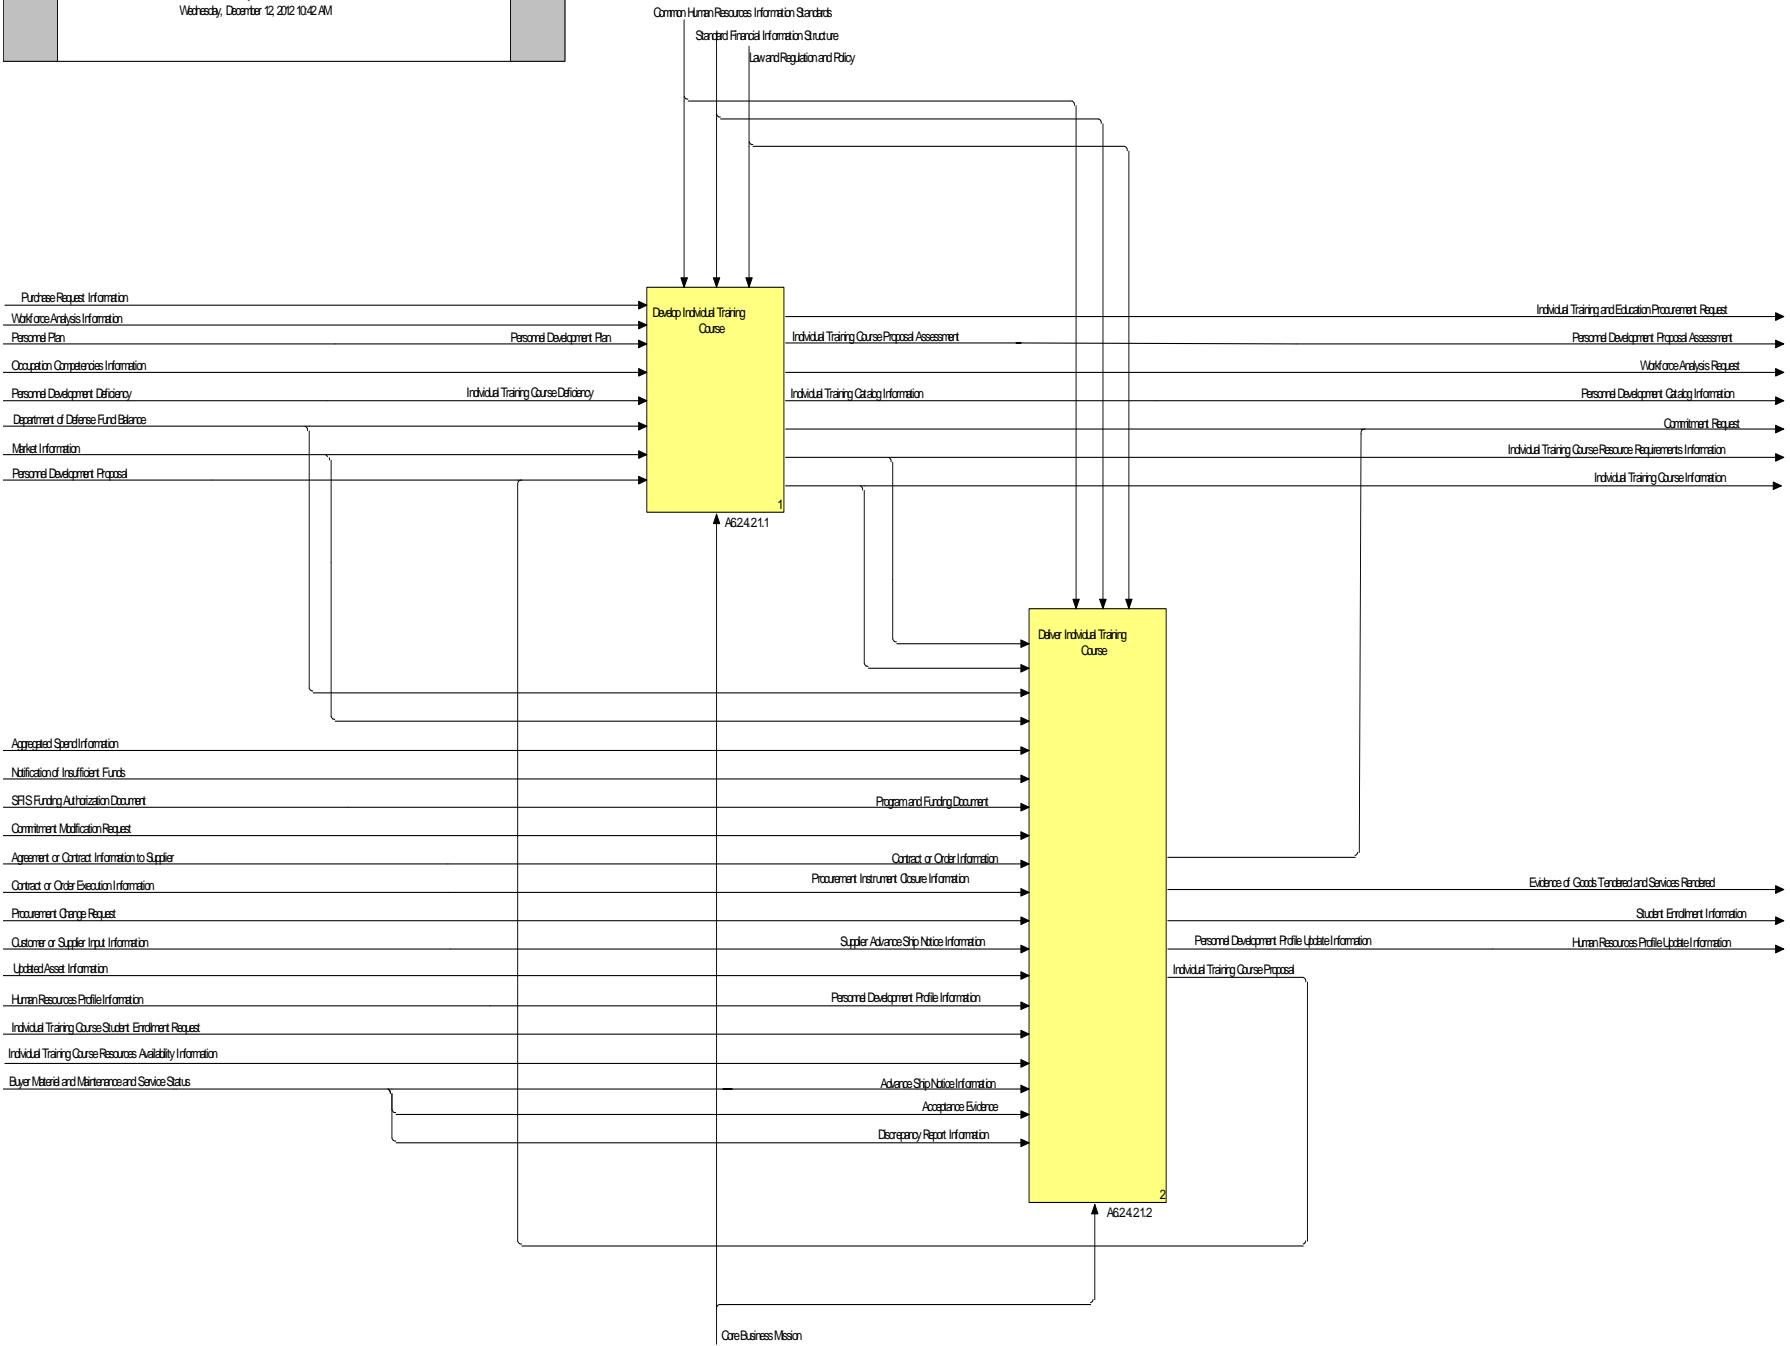 Wednesday, December 12, 2012 10:42 AM
Common Human Resources Information Standards
Standard Financial Information Structure
Law and Regulation and Policy
Purchase Request Information
Workforce Analysis Information
Personnel Plan
Personnel Development Plan
Occupation Competencies Information
Personnel Development Deficiency
Individual Training Course Deficiency
Department of Defense Fund Balance
Market Information
Personnel Development Proposal
Develop Individual Training
Course
1
A6.2.4.2.1.1
Individual Training and Education Procurement Request
Individual Training Course Proposal Assessment
Personnel Development Proposal Assessment
Workforce Analysis Request
Individual Training Catalog Information
Personnel Development Catalog Information
Commitment Request
Individual Training Course Resource Requirements Information
Individual Training Course Information
Deliver Individual Training
Course
2
A6.2.4.2.1.2
Aggregated Spend Information
Notification of Insufficient Funds
SFIS Funding Authorization Document
Program and Funding Document
Commitment Modification Request
Agreement or Contract Information to Supplier
Contract or Order Information
Contract or Order Execution Information
Procurement Instrument Closure Information
Procurement Change Request
Customer or Supplier Input Information
Supplier Advance Ship Notice Information
Updated Asset Information
Human Resources Profile Information
Personnel Development Profile Information
Individual Training Course Student Enrollment Request
Individual Training Course Resources Availability Information
Buyer Materiel and Maintenance and Service Status
Advance Ship Notice Information
Acceptance Evidence
Discrepancy Report Information
Evidence of Goods Tendered and Services Rendered
Student Enrollment Information
Personnel Development Profile Update Information
Human Resources Profile Update Information
Individual Training Course Proposal
Core Business Mission